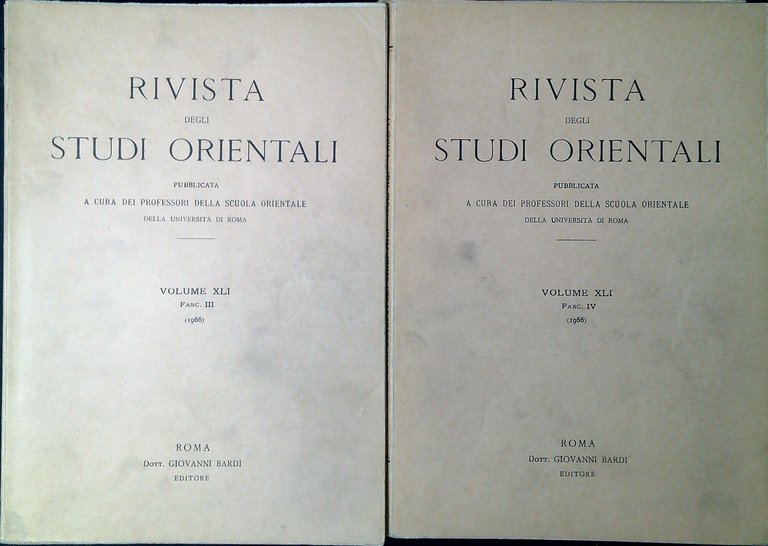 RIVISTA
DEGLI
STUDI ORIENTALI
PUBBLICATA
A CURA DEI PROFESSORI DELLA SCUOLA ORIENTALE
DELLA UNIVERSITÀ DI ROMA
VOLUME XLI
FASC. III
(1966)
ROMA
DOTT. GIOVANNI BARDI
EDITORE
RIVISTA
DEGLI
STUDI ORIENTALI
PUBBLICATA
A CURA DEI PROFESSORI DELLA SCUOLA ORIENTALE
DELLA UNIVERSITÀ DI ROMA
VOLUME XLI
FASC. IV
(1966)
ROMA
DOTT. GIOVANNI BARDI
EDITORE